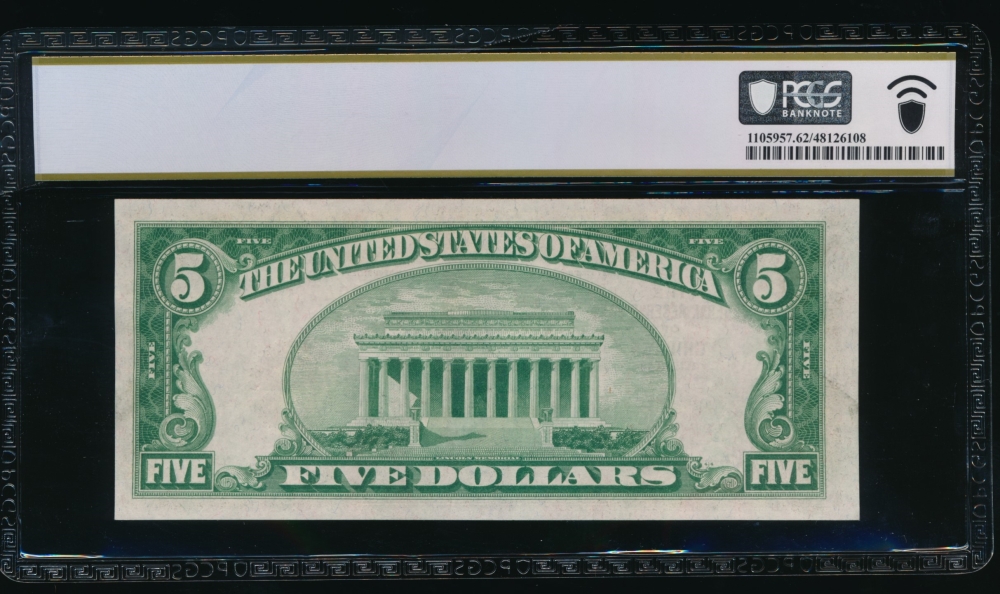 PCGS
BANKNOTE
1105957.62/48126108
FIVE FIVE
THE UNITED STATES OF AMERICA
5 5
FIVE FIVE
LINCOLN MEMORIAL
FIVE FIVE DOLLARS FIVE